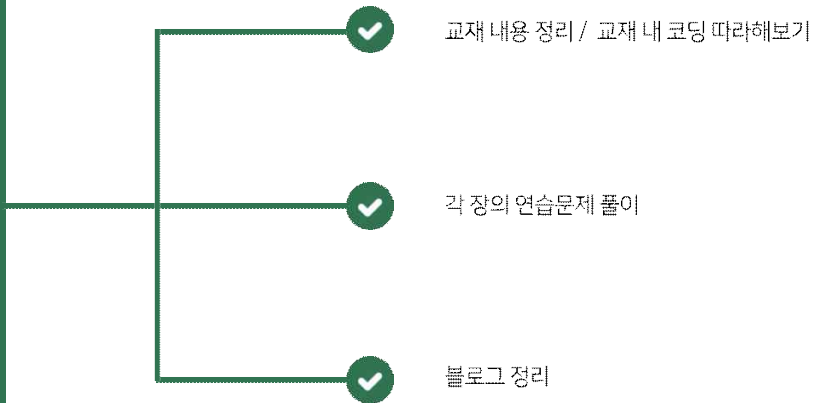 교재 내용 정리 / 교재 내 코딩 따라해보기
각 장의 연습문제 풀이
블로그 정리